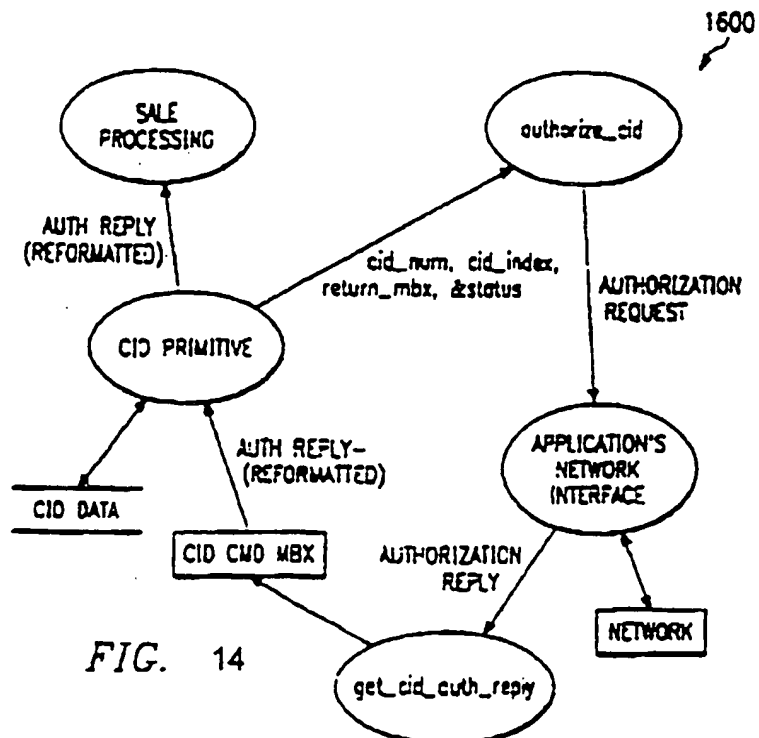 1600
SALE
PROCESSING
authorize_cid
AUTH REPLY
(REFORMATTED)
cid_num, cid_index,
return_mbx, &status
AUTHORIZATION
REQUEST
CID PRIMITIVE
AUTH REPLY-
(REFORMATTED)
APPLICATION'S
NETWORK
INTERFACE
CID DATA
CID CMD MBX
AUTHORIZATION
REPLY
NETWORK
FIG. 14
get_cid_auth_reply